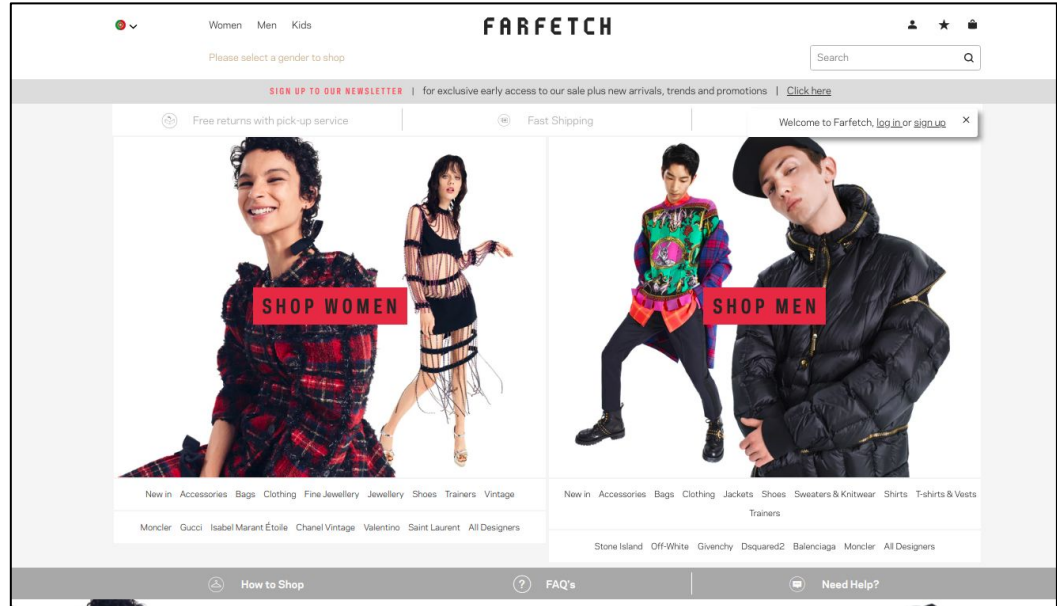 Women Men Kids
FARFETCH
Please select a gender to shop
Search
SIGN UP TO OUR NEWSLETTER | for exclusive early access to our sale plus new arrivals, trends and promotions | Click here
Free returns with pick-up service
Fast Shipping
Welcome to Farfetch, log in or sign up ×
SHOP WOMEN
SHOP MEN
New in Accessories Bags Clothing Fine Jewellery Jewellery Shoes Trainers Vintage
Moncler Gucci Isabel Marant Étoile Chanel Vintage Valentino Saint Laurent All Designers
New in Accessories Bags Clothing Jackets Shoes Sweaters & Knitwear Shirts T-shirts & Vests
Trainers
Stone Island Off-White Givenchy Dsquared2 Balenciaga Moncler All Designers
How to Shop
? FAQ's
Need Help?